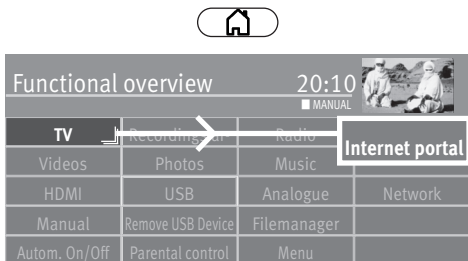 Functional overview 20:10
MANUAL
TV Radio Internet portal
Videos Photos Music
HDMI USB Analogue Network
Manual Remove USB Device Filemanager
Autom. On/Off Parental control Menu